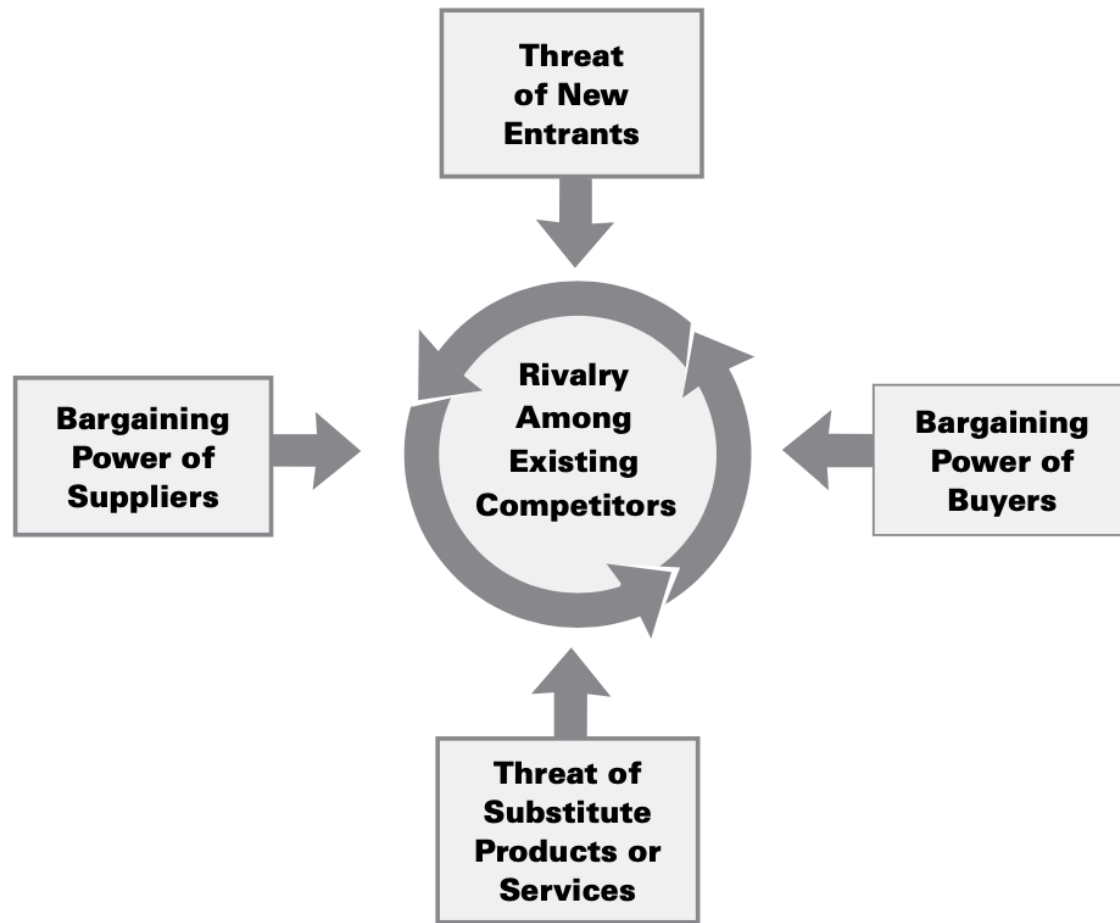 Threat
of New
Entrants
Rivalry
Among
Existing
Competitors
Bargaining
Power of
Suppliers
Bargaining
Power of
Buyers
Threat of
Substitute
Products or
Services